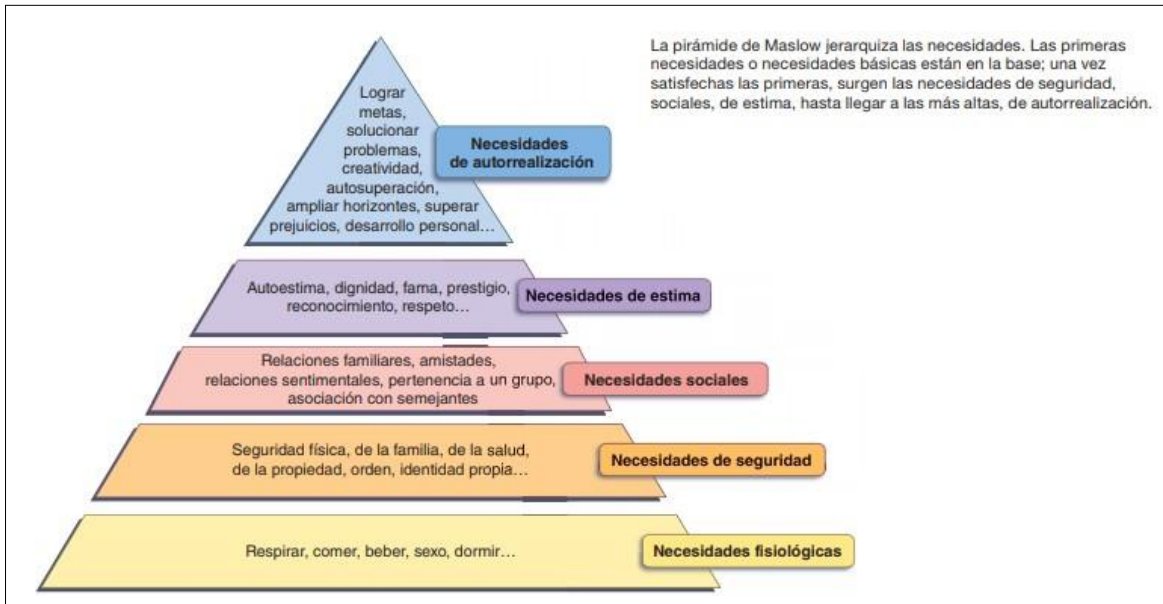 La pirámide de Maslow jerarquiza las necesidades. Las primeras
necesidades o necesidades básicas están en la base; una vez
satisfechas las primeras, surgen las necesidades de seguridad,
sociales, de estima, hasta llegar a las más altas, de autorrealización.
Lograr
metas,
solucionar
problemas,
creatividad,
autosuperación,
ampliar horizontes, superar
prejuicios, desarrollo personal…
Necesidades
de autorrealización
Autoestima, dignidad, fama, prestigio,
reconocimiento, respeto…
Necesidades de estima
Relaciones familiares, amistades,
relaciones sentimentales, pertenencia a un grupo,
asociación con semejantes
Necesidades sociales
Seguridad física, de la familia, de la salud,
de la propiedad, orden, identidad propia…
Necesidades de seguridad
Respirar, comer, beber, sexo, dormir…
Necesidades fisiológicas